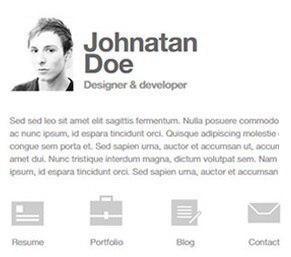 Johnatan
Doe
Designer & developer
Sed sed leo sit amet elit sagittis fermentum. Nulla posuere commodo
ac nunc ipsum, id espara tincidunt orci. Quisque adipiscing molestie
congue sem porta et. Sed sapien urna, auctor et accumsan ut, accum
amet dui. Nunc tristique interdum magna, dictum volutpat sem. Nam
ipsum, id espara tincidunt orci. Sed sapien urna, auctor et accumsan
Resume
Portfolio
Blog
Contact